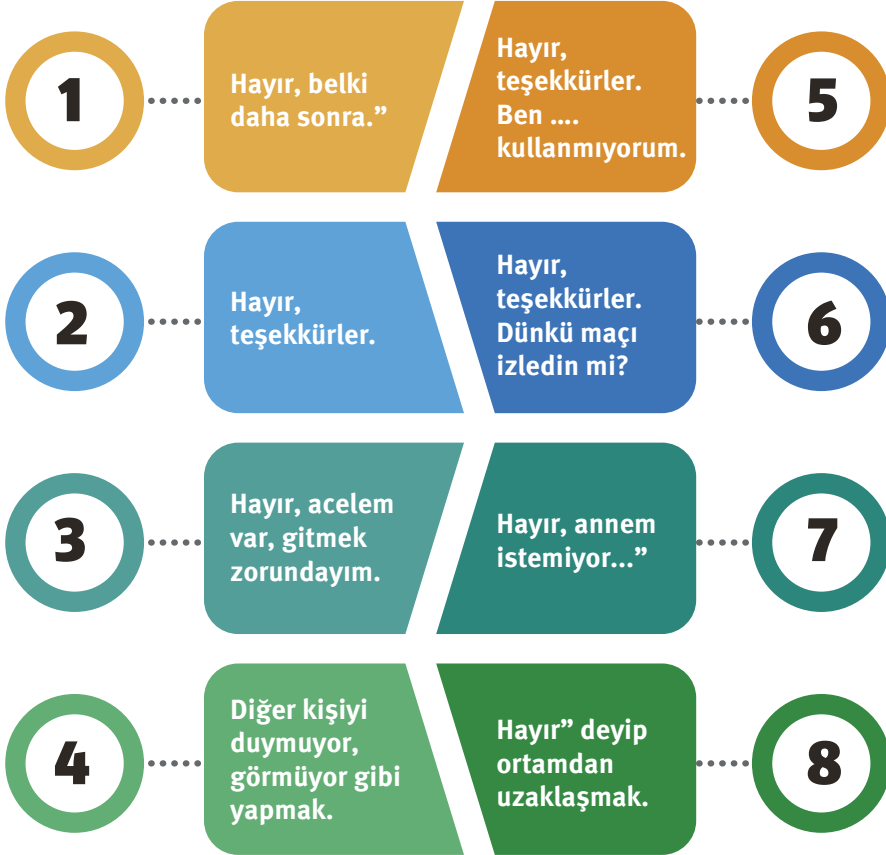 1
Hayır, belki
daha sonra.”
2
Hayır,
teşekkürler.
3
Hayır, acelem
var, gitmek
zorundayım.
4
Diğer kişiyi
duymuyor,
görmüyor gibi
yapmak.
5
Hayır,
teşekkürler.
Ben ....
kullanmıyorum.
6
Hayır,
teşekkürler.
Dünkü maçı
izledin mi?
7
Hayır, annem
istemiyor...”
8
Hayır” deyip
ortamdan
uzaklaşmak.